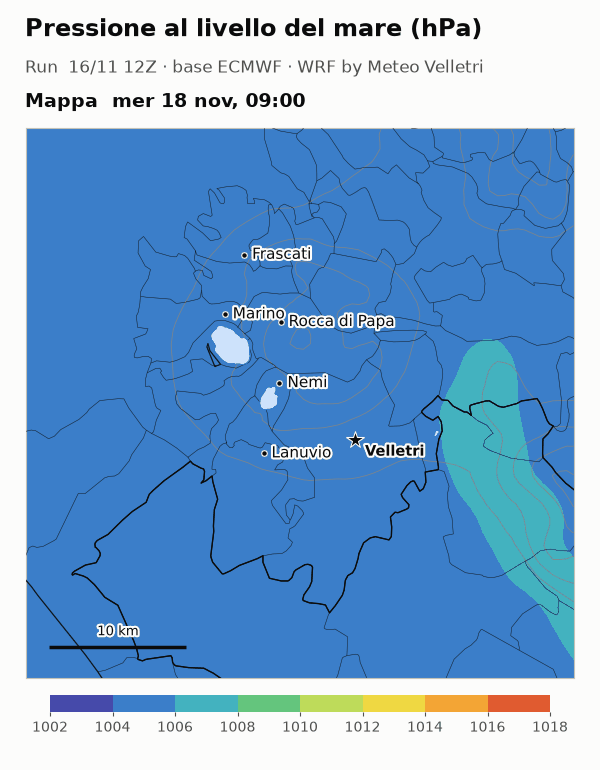 Pressione al livello del mare (hPa)
Run  16/11 12Z · base ECMWF · WRF by Meteo Velletri
Mappa  mer 18 nov, 09:00
Frascati
Marino
Rocca di Papa
Nemi
Velletri
Lanuvio
10 km
1002 1004 1006 1008 1010 1012 1014 1016 1018